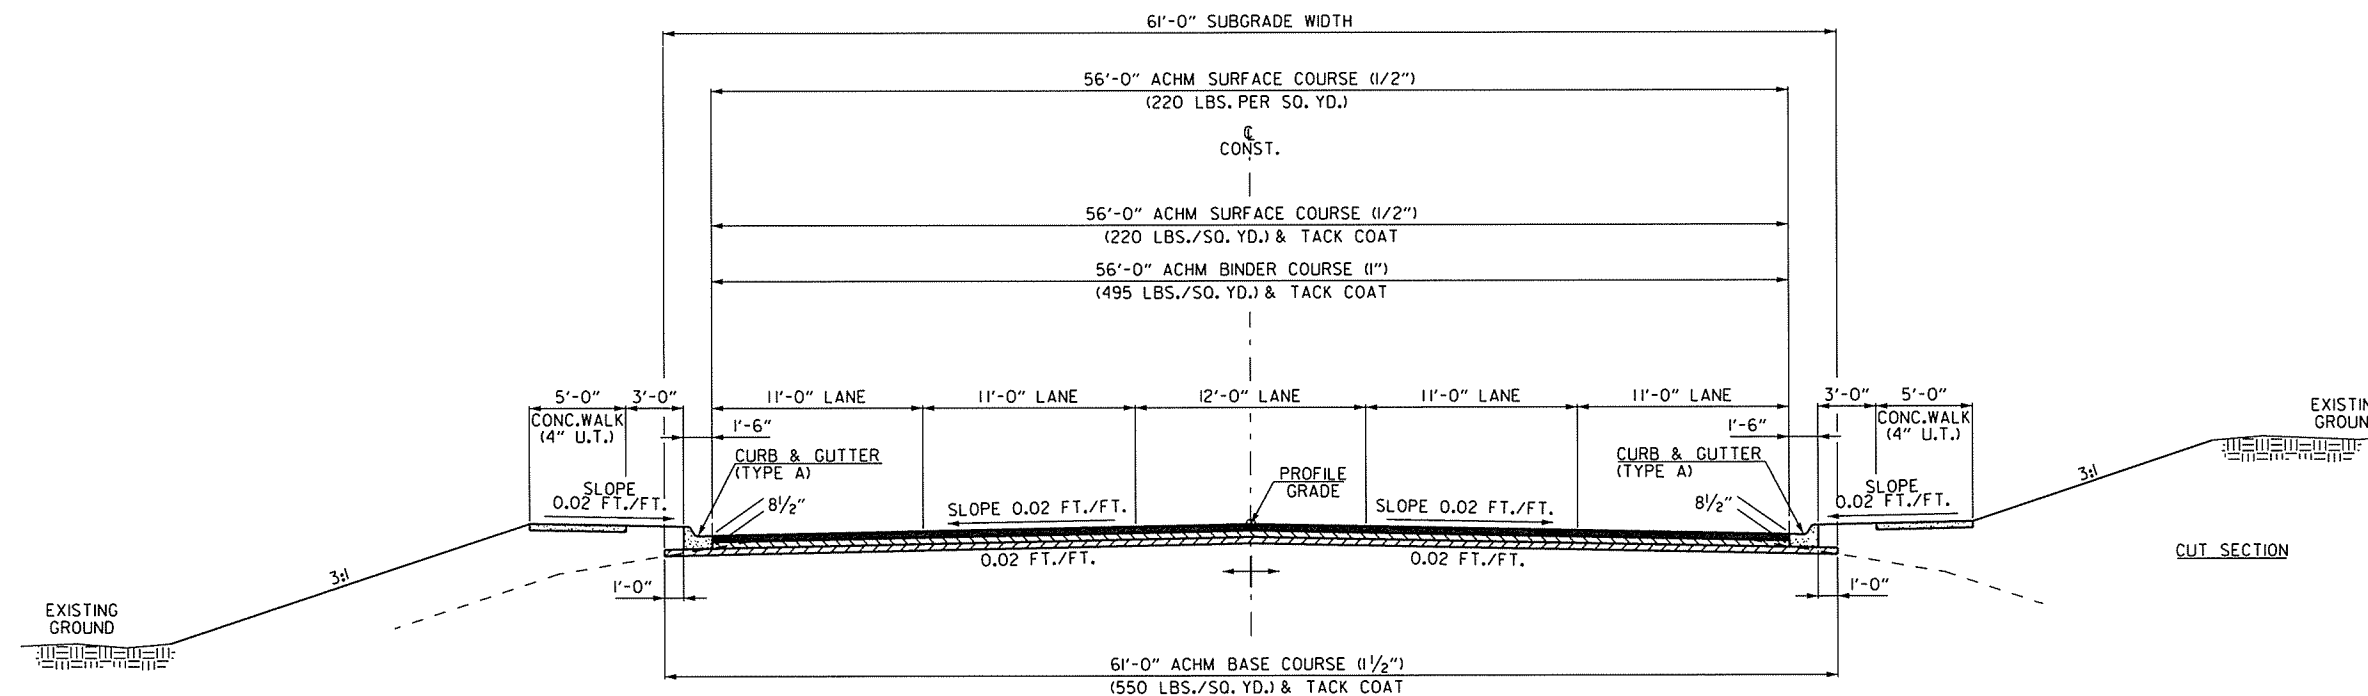 61'-0" SUBGRADE WIDTH
56'-0" ACHM SURFACE COURSE (1/2")
(220 LBS. PER SQ. YD.)
℄
CONST.
56'-0" ACHM SURFACE COURSE (1/2")
(220 LBS./SQ. YD.) & TACK COAT
56'-0" ACHM BINDER COURSE (1")
(495 LBS./SQ. YD.) & TACK COAT
5'-0" 3'-0" 11'-0" LANE 11'-0" LANE 12'-0" LANE 11'-0" LANE 11'-0" LANE 3'-0" 5'-0"
CONC.WALK
(4" U.T.)
1'-6"
1'-6"
CONC.WALK
(4" U.T.)
EXISTIN
GROUN
CURB & GUTTER
(TYPE A)
PROFILE
GRADE
CURB & GUTTER
(TYPE A)
3:1
SLOPE
0.02 FT./FT.
8½"
SLOPE 0.02 FT./FT.
SLOPE 0.02 FT./FT.
8½"
SLOPE
0.02 FT./FT.
0.02 FT./FT.
0.02 FT./FT.
CUT SECTION
3:1
1'-0"
1'-0"
EXISTING
GROUND
61'-0" ACHM BASE COURSE (1½")
(550 LBS./SQ. YD.) & TACK COAT